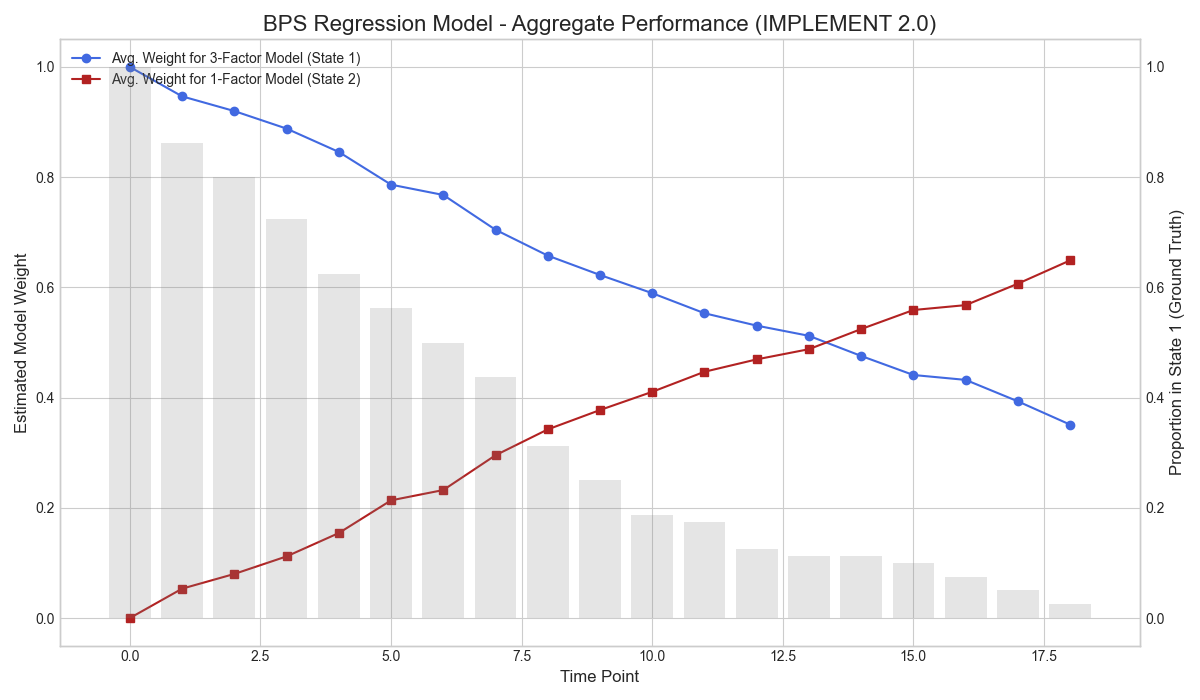 BPS Regression Model - Aggregate Performance (IMPLEMENT 2.0)
Avg. Weight for 3-Factor Model (State 1)
Avg. Weight for 1-Factor Model (State 2)
Estimated Model Weight
1.0
0.8
0.6
0.4
0.2
0.0
1.0
0.8
0.6
0.4
0.2
0.0
Proportion in State 1 (Ground Truth)
0.0 2.5 5.0 7.5 10.0 12.5 15.0 17.5
Time Point